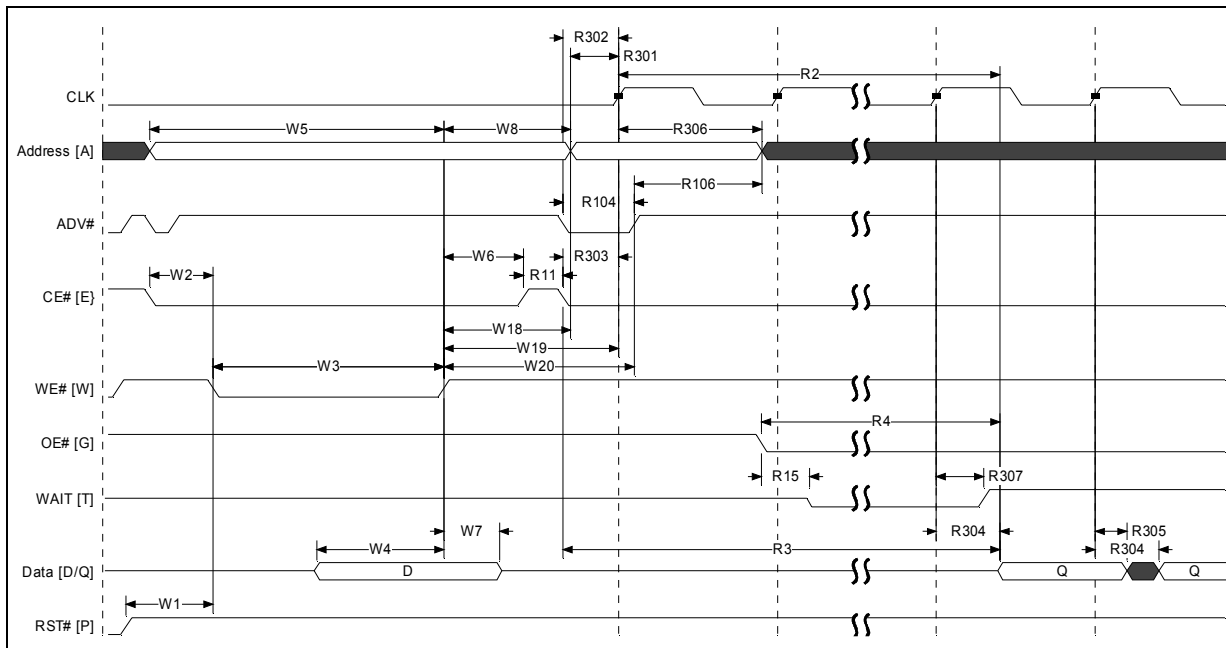 R302
R301
R2
CLK
W5 W8 R306
Address [A]
R106
R104
ADV#
W6 R303
W2 R11
CE# [E}
W18
W19
W3 W20
WE# [W]
R4
OE# [G]
R15 R307
WAIT [T]
W7 R304 R305
W4 R3 R304
Data [D/Q] D Q Q
W1
RST# [P]